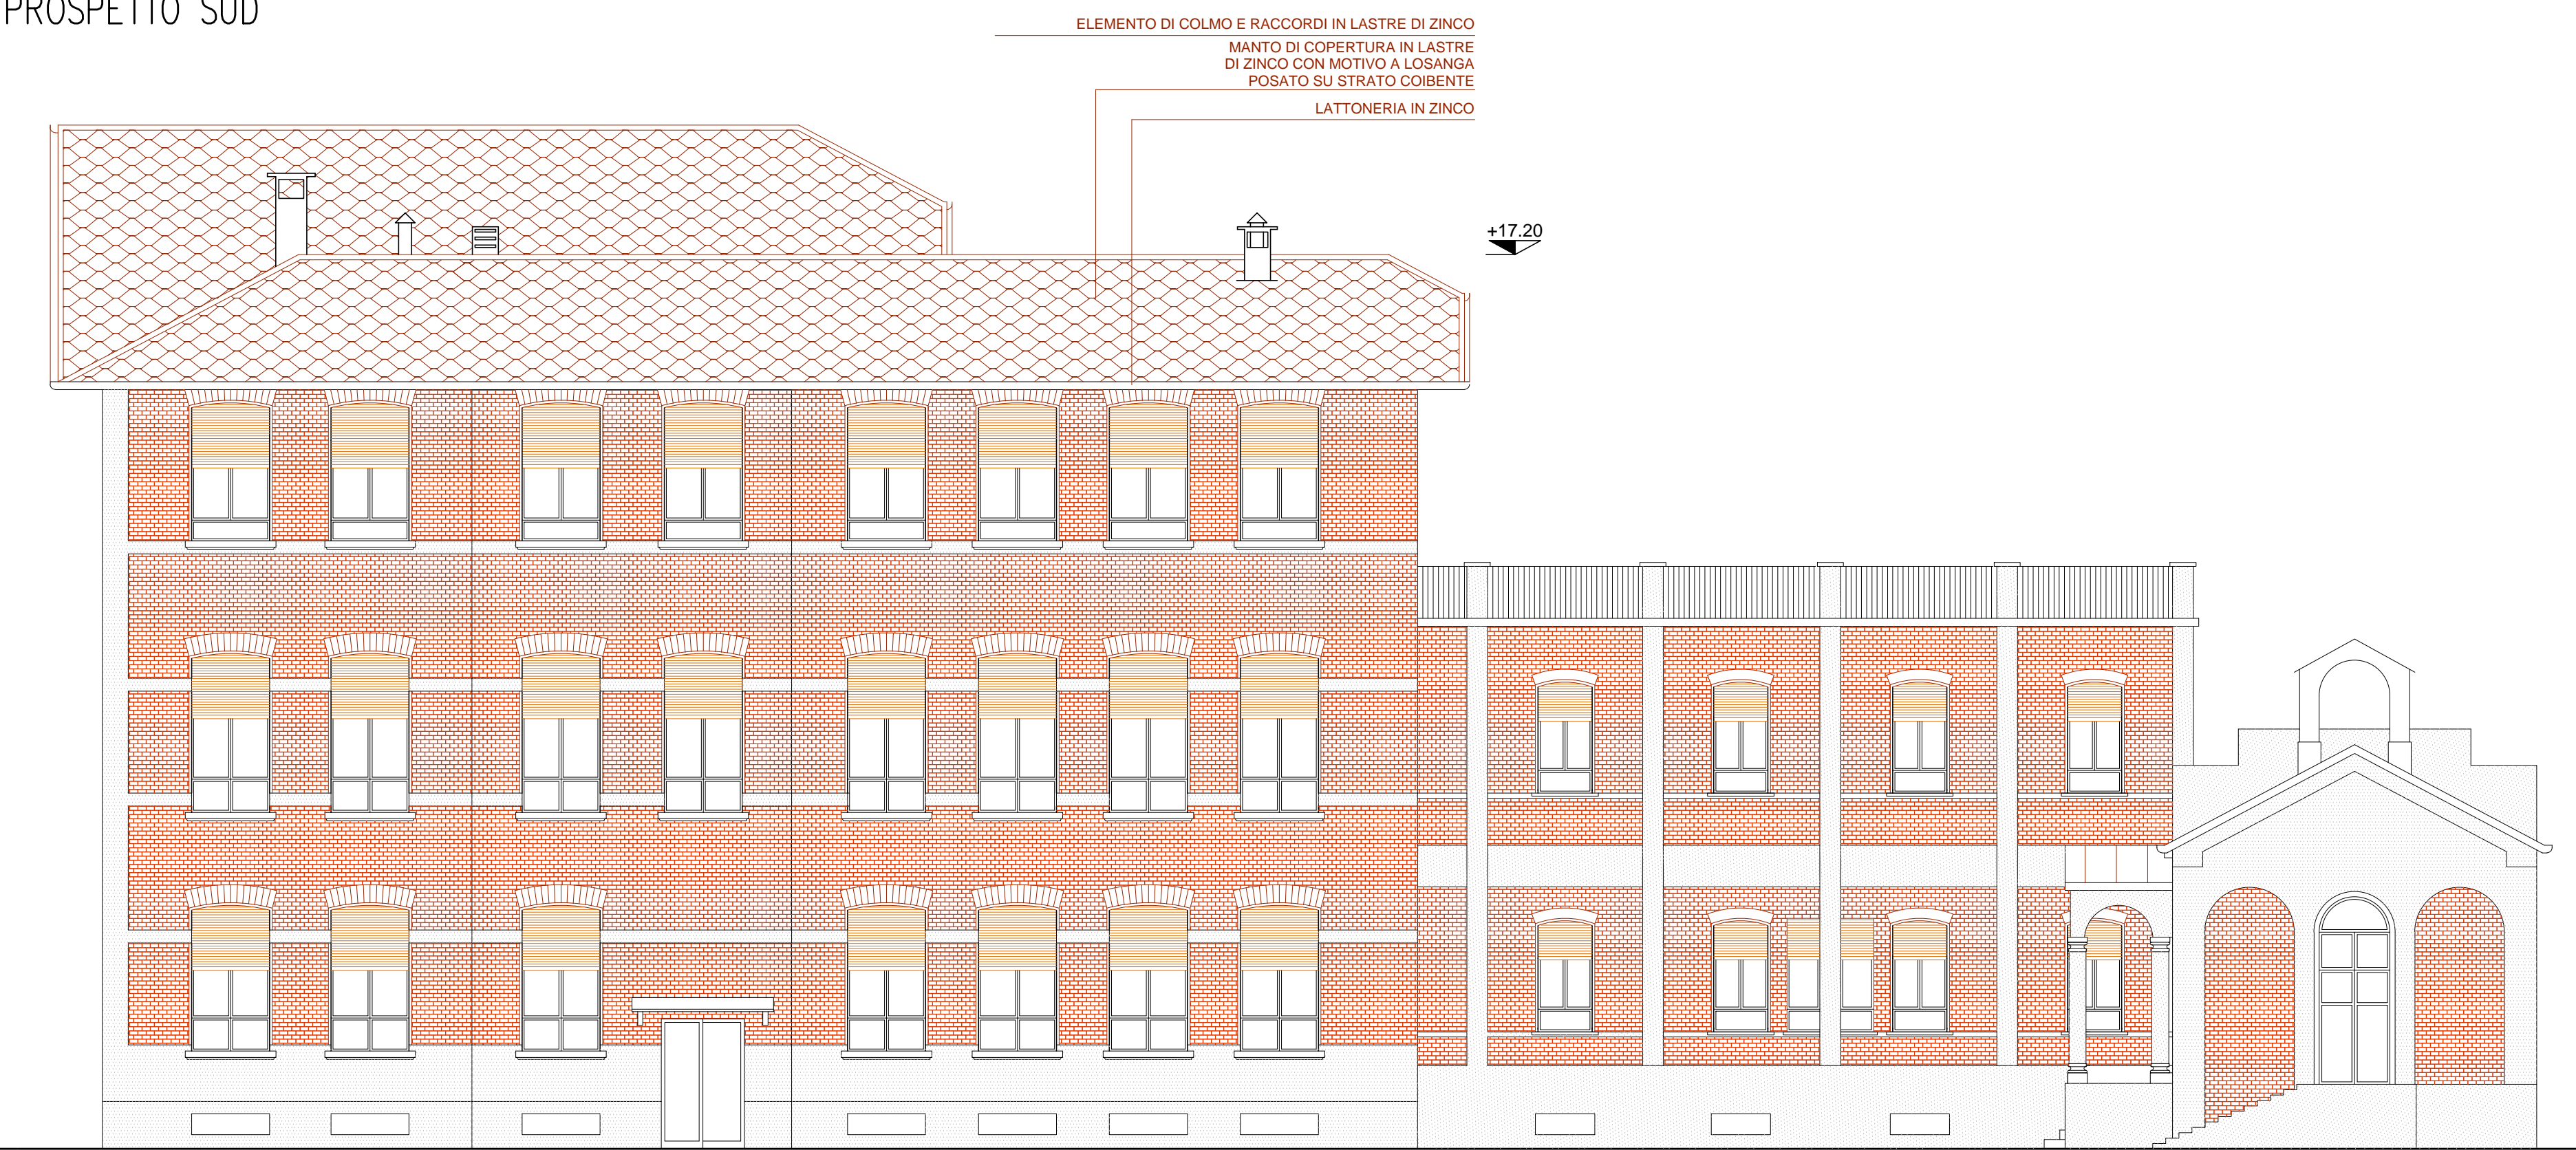 PROSPETTO SUD
ELEMENTO DI COLMO E RACCORDI IN LASTRE DI ZINCO
MANTO DI COPERTURA IN LASTRE
DI ZINCO CON MOTIVO A LOSANGA
POSATO SU STRATO COIBENTE
LATTONERIA IN ZINCO
+17.20